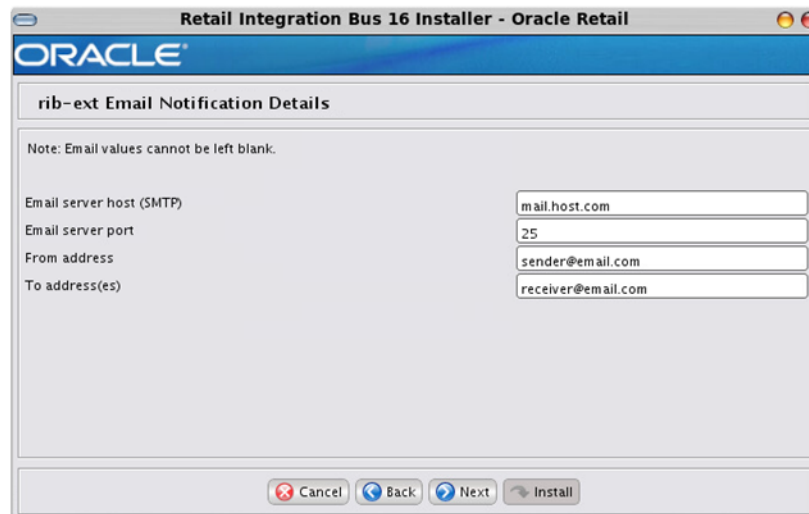 Retail Integration Bus 16 Installer - Oracle Retail
ORACLE
rib-ext Email Notification Details
Note: Email values cannot be left blank.
Email server host (SMTP) mail.host.com
Email server port 25
From address sender@email.com
To address(es) receiver@email.com
Cancel Back Next Install